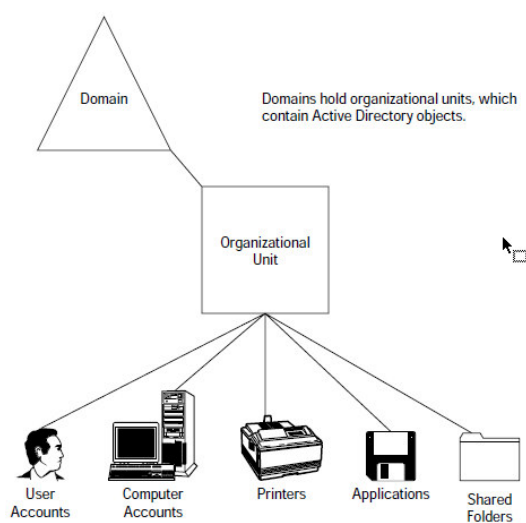 Domain
Domains hold organizational units, which
contain Active Directory objects.
Organizational
Unit
User
Accounts
Computer
Accounts
Printers
Applications
Shared
Folders